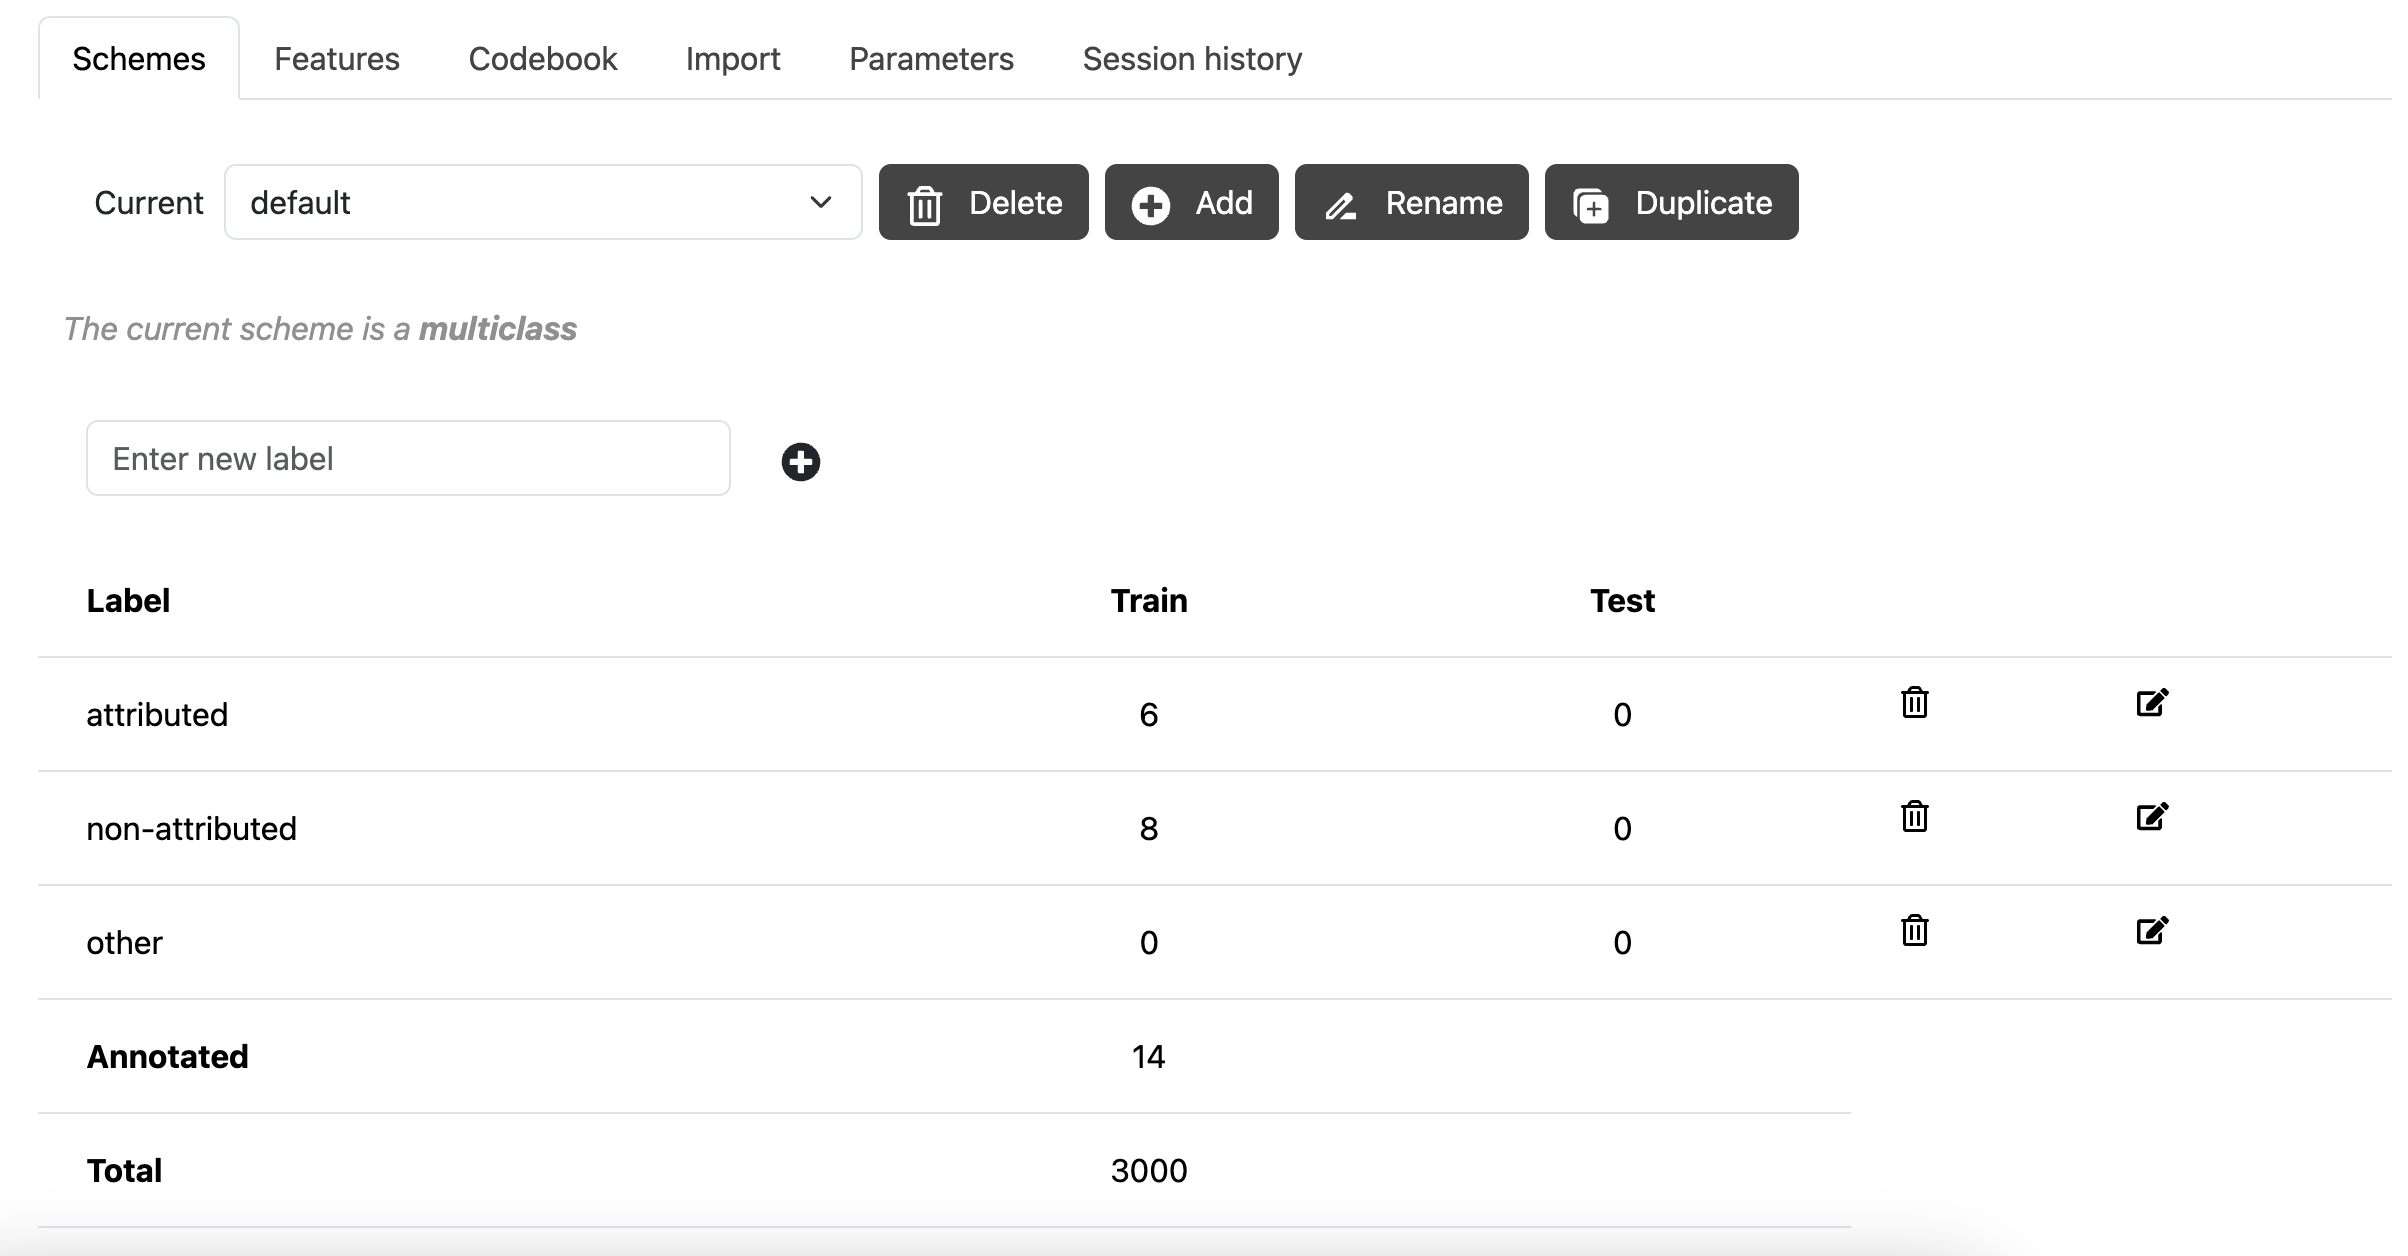 Schemes Features Codebook Import Parameters Session history
Current default Delete Add Rename Duplicate
The current scheme is a multiclass
Enter new label
Label Train Test
attributed 6 0
non-attributed 8 0
other 0 0
Annotated 14
Total 3000